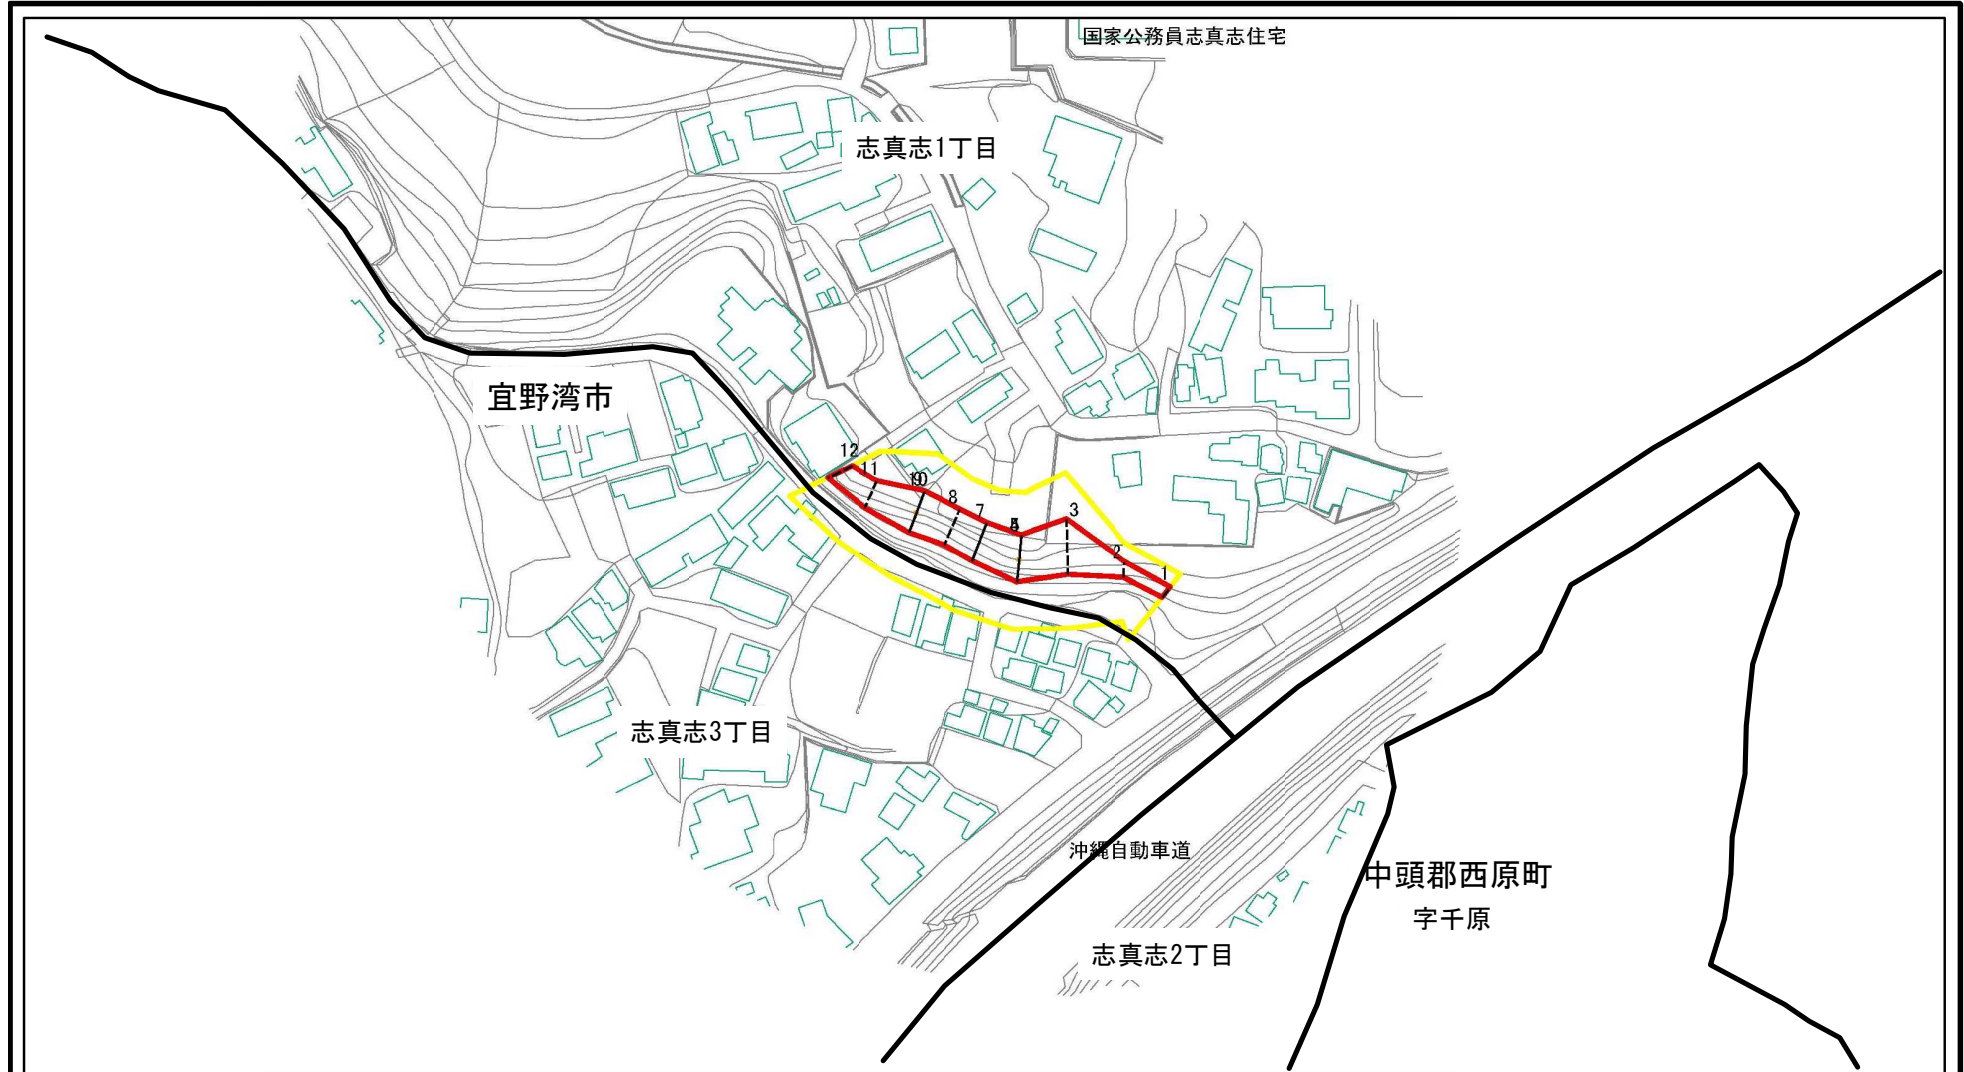 国家公務員志真志住宅
志真志1丁目
宜野湾市
12
11
10
8
7
3
2
1
志真志3丁目
沖縄自動車道
中頭郡西原町
字千原
志真志2丁目